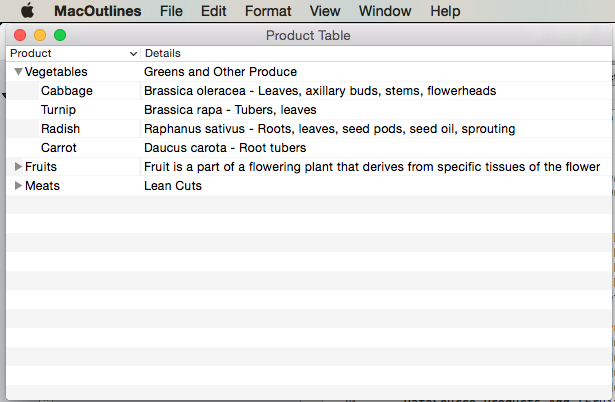 MacOutlines File Edit Format View Window Help
Product Table
Product Details
Vegetables Greens and Other Produce
Cabbage Brassica oleracea - Leaves, axillary buds, stems, flowerheads
Turnip Brassica rapa - Tubers, leaves
Radish Raphanus sativus - Roots, leaves, seed pods, seed oil, sprouting
Carrot Daucus carota - Root tubers
Fruits Fruit is a part of a flowering plant that derives from specific tissues of the flower
Meats Lean Cuts